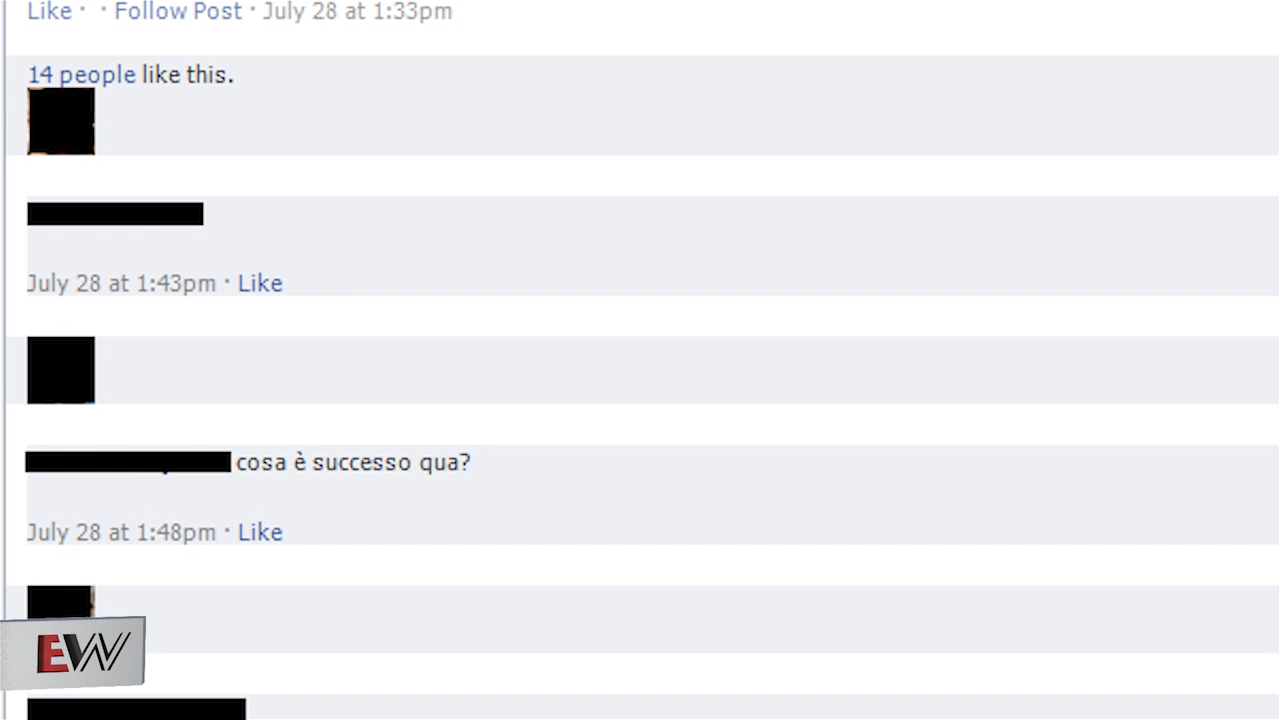 Like · · Follow Post · July 28 at 1:33pm
14 people like this.
July 28 at 1:43pm · Like
cosa è successo qua?
July 28 at 1:48pm · Like
EW